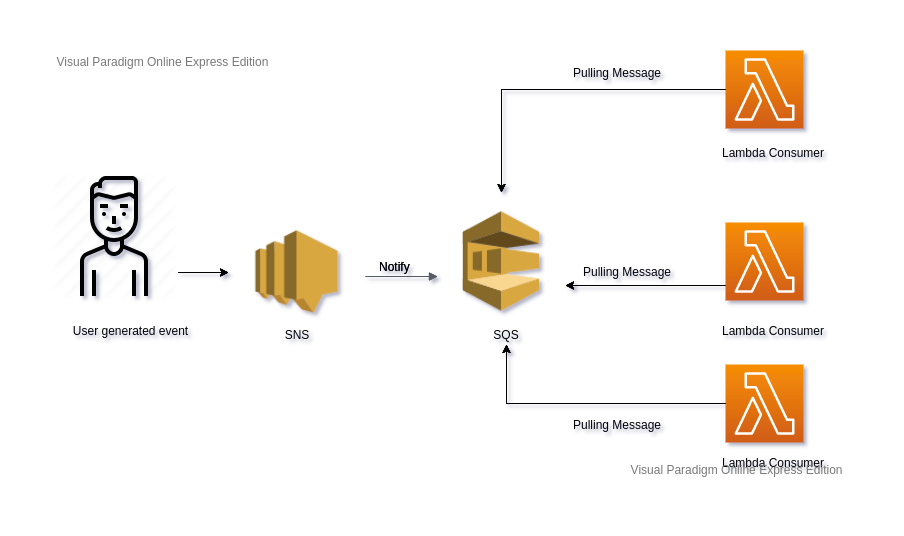 Visual Paradigm Online Express Edition
Pulling Message
Lambda Consumer
Notify
Pulling Message
User generated event
SNS
SQS
Lambda Consumer
Pulling Message
Lambda Consumer
Visual Paradigm Online Express Edition